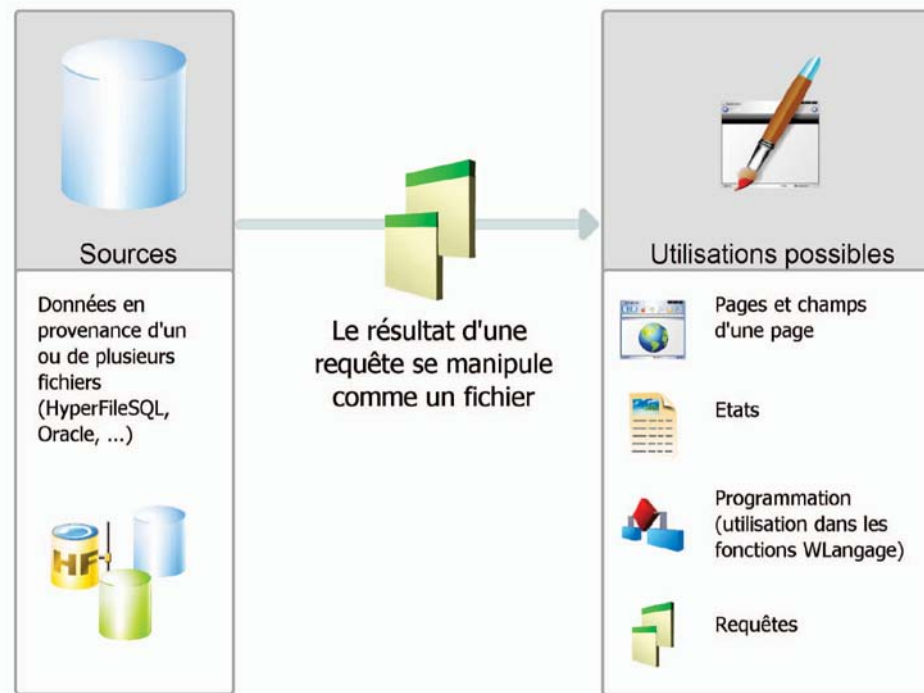 Sources
Données en
provenance d'un
ou de plusieurs
fichiers
(HyperFileSQL,
Oracle, ...)
HF
Le résultat d'une
requête se manipule
comme un fichier
Utilisations possibles
Pages et champs
d'une page
Etats
Programmation
(utilisation dans les
fonctions WLangage)
Requêtes